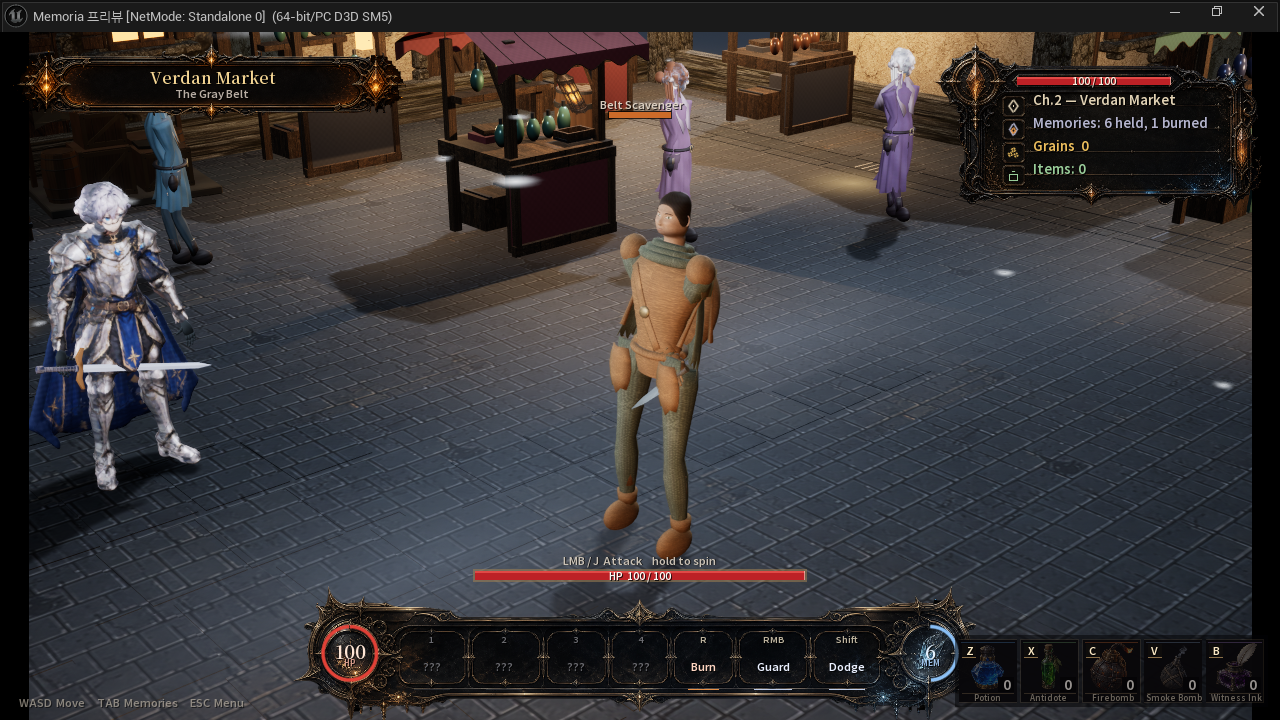 Memoria 프리뷰 [NetMode: Standalone 0] (64-bit/PC D3D SM5)
Verdan Market
The Gray Belt
100 / 100
Ch.2 — Verdan Market
Memories: 6 held, 1 burned
Grains 0
Items: 0
Belt Scavenger
LMB / J Attack hold to spin
HP 100 / 100
100
HP
1
???
2
???
3
???
4
???
R
Burn
RMB
Guard
Shift
Dodge
6
MEM
Z
0
Potion
X
0
Antidote
C
0
Firebomb
V
0
Smoke Bomb
B
0
Witness Ink
WASD Move TAB Memories ESC Menu